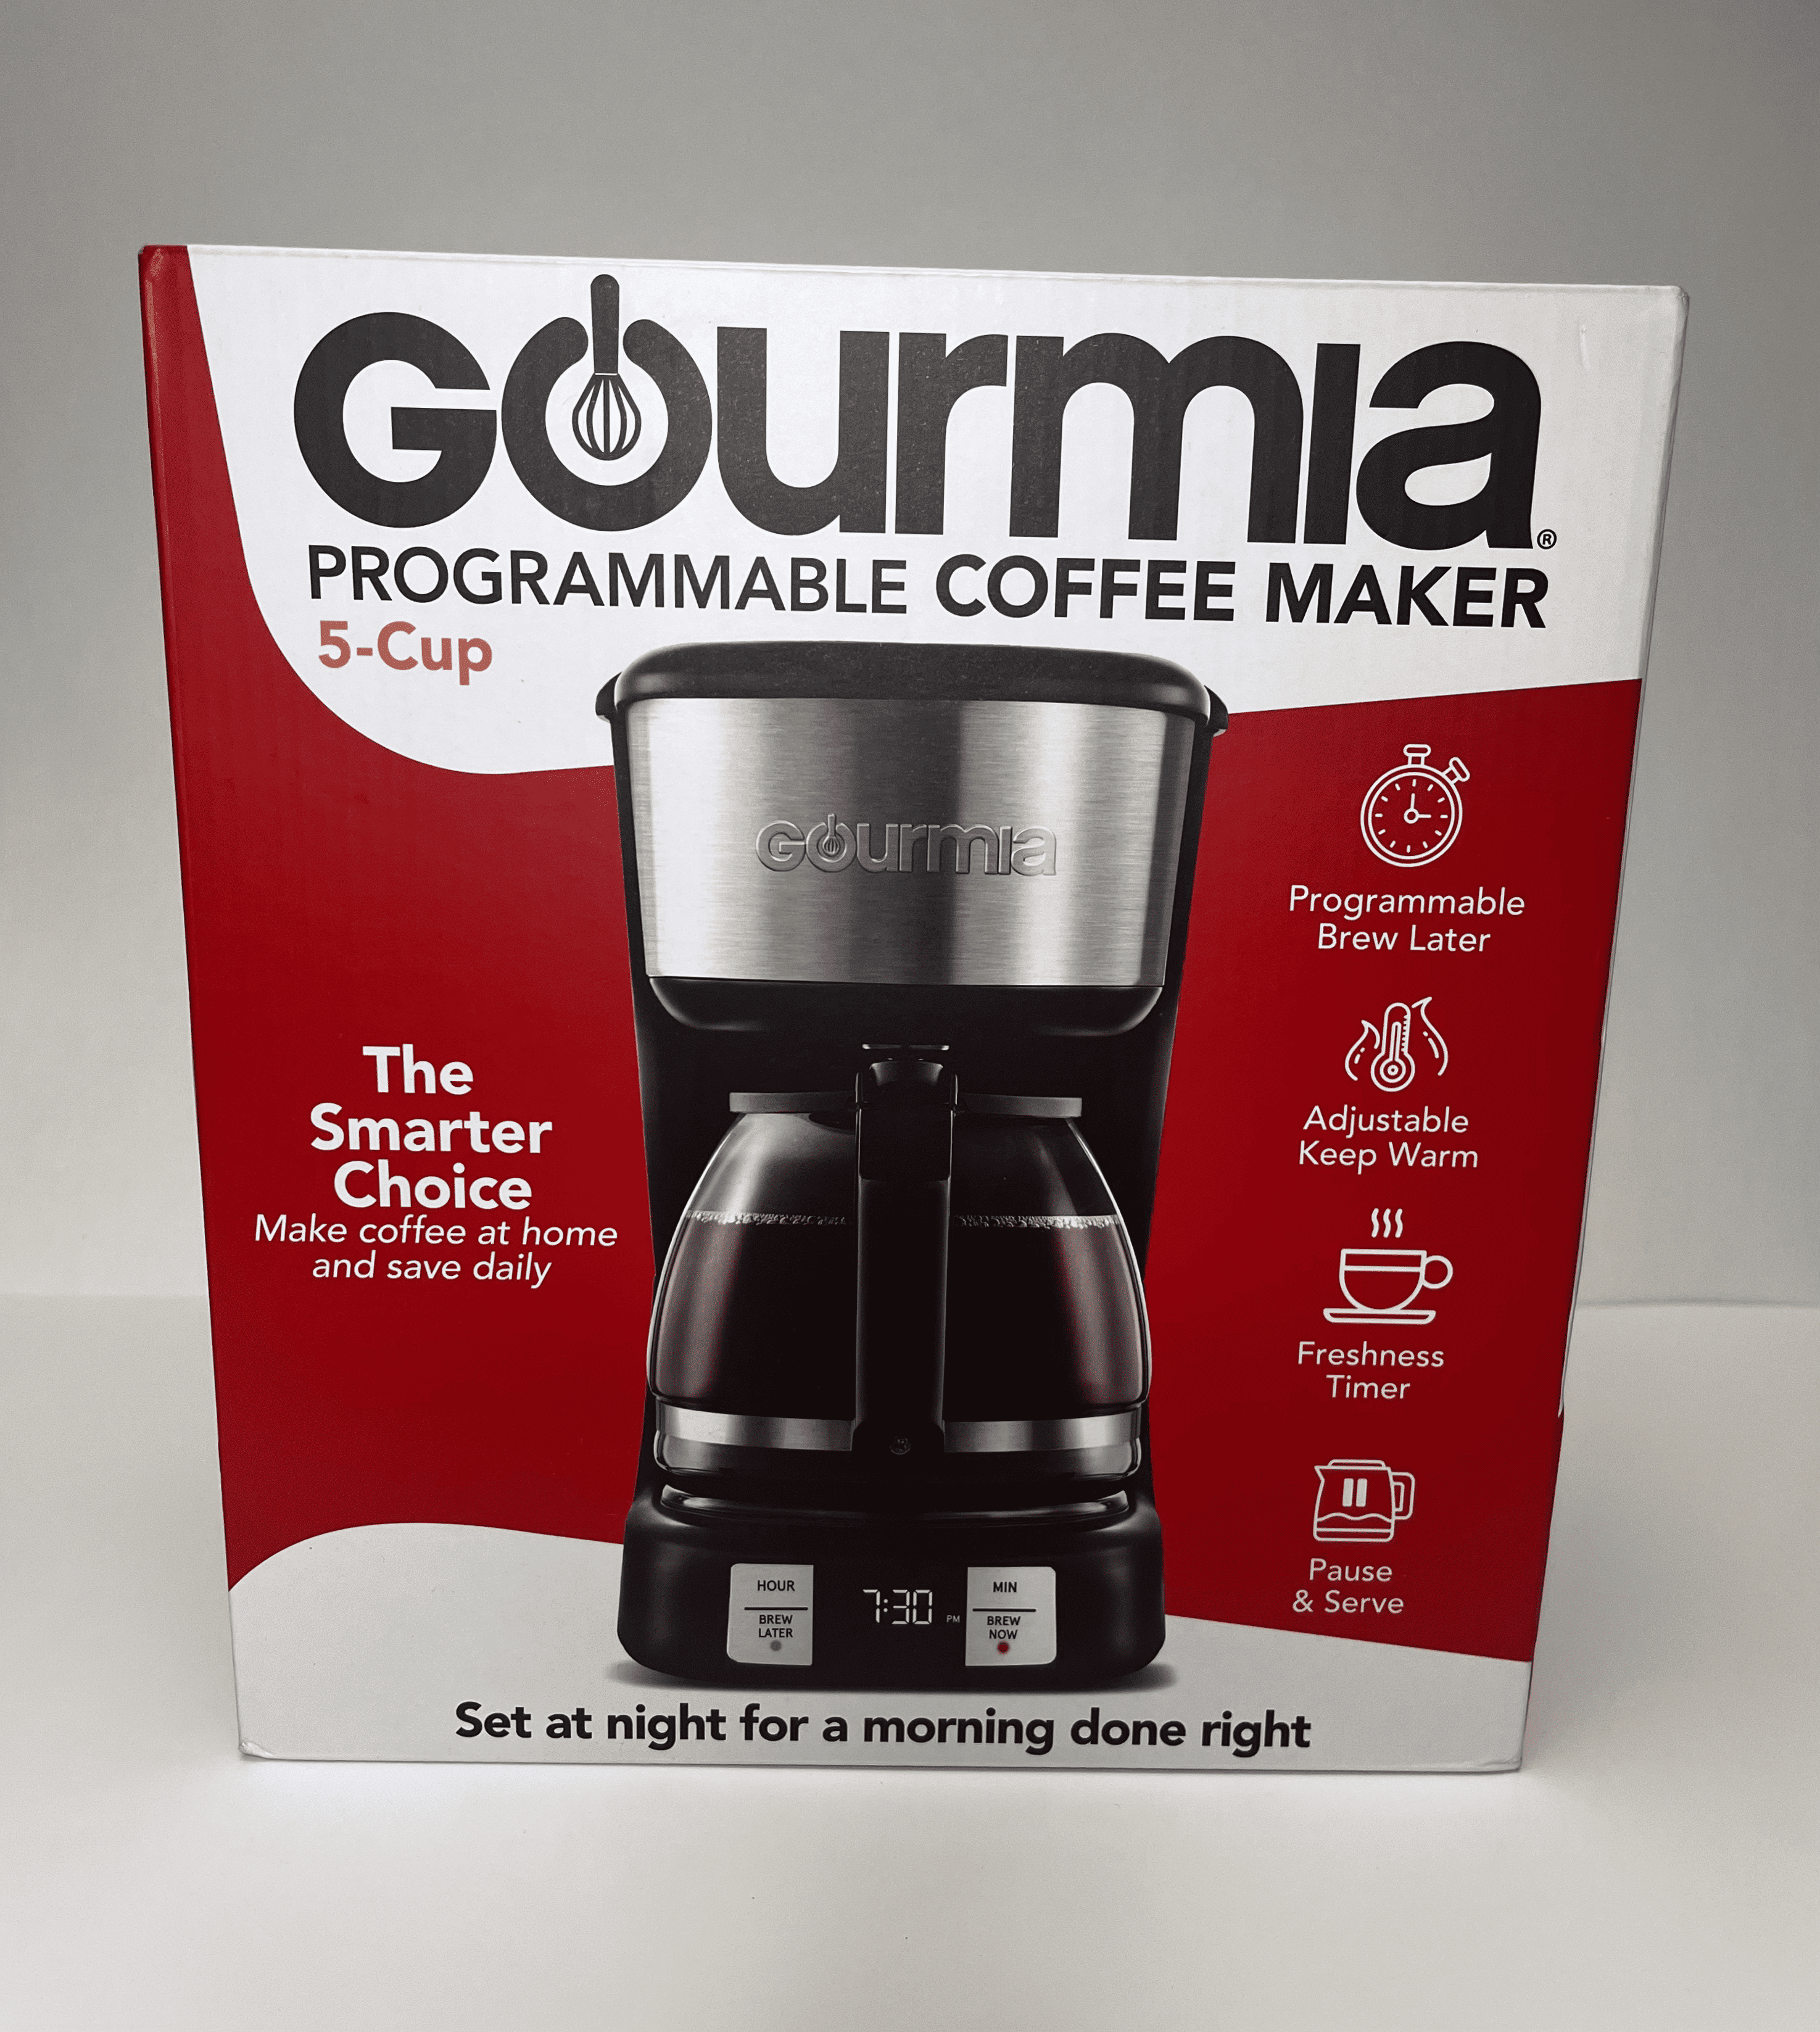 Gourmia®
PROGRAMMABLE COFFEE MAKER
5-Cup
Gourmia
Programmable
Brew Later
Adjustable
Keep Warm
The
Smarter
Choice
Make coffee at home
and save daily
Freshness
Timer
Pause
& Serve
HOUR
BREW
LATER
7:30 PM
MIN
BREW
NOW
Set at night for a morning done right